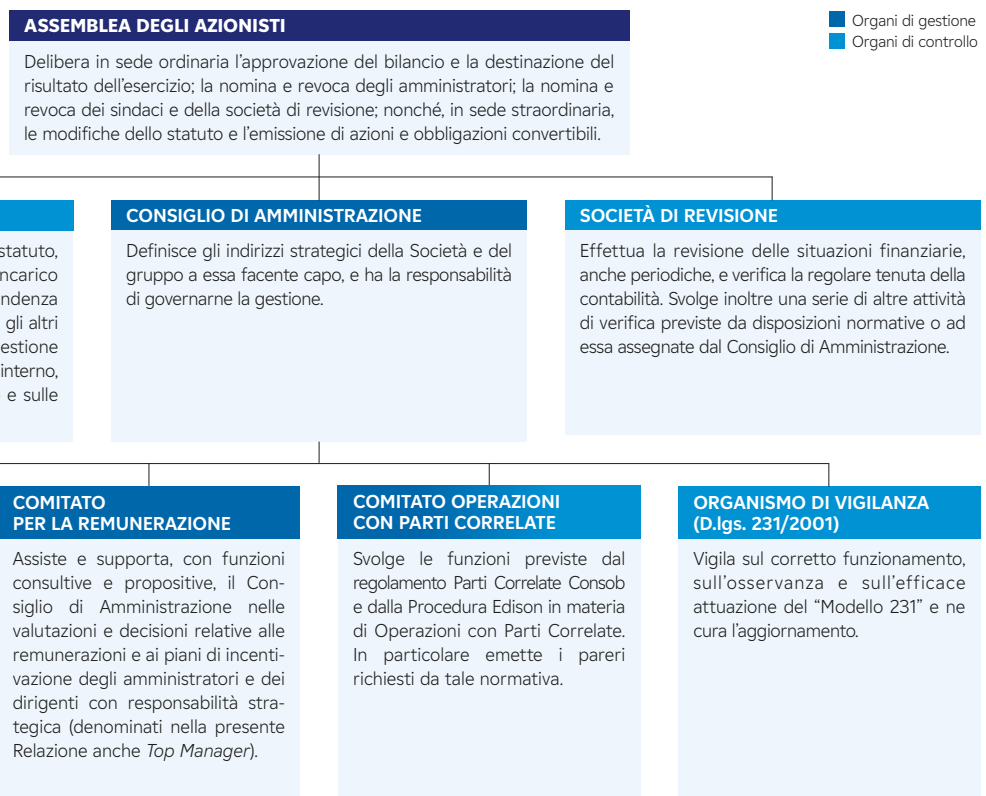 ASSEMBLEA DEGLI AZIONISTI
Delibera in sede ordinaria l'approvazione del bilancio e la destinazione del
risultato dell'esercizio; la nomina e revoca degli amministratori; la nomina e
revoca dei sindaci e della società di revisione; nonché, in sede straordinaria,
le modifiche dello statuto e l'emissione di azioni e obbligazioni convertibili.
Organi di gestione
Organi di controllo
statuto,
ndenza
gli altri
estione
interno,
e sulle
CONSIGLIO DI AMMINISTRAZIONE
Definisce gli indirizzi strategici della Società e del
gruppo a essa facente capo, e ha la responsabilità
di governarne la gestione.
SOCIETÀ DI REVISIONE
Effettua la revisione delle situazioni finanziarie,
anche periodiche, e verifica la regolare tenuta della
contabilità. Svolge inoltre una serie di altre attività
di verifica previste da disposizioni normative o ad
essa assegnate dal Consiglio di Amministrazione.
COMITATO
PER LA REMUNERAZIONE
Assiste e supporta, con funzioni
consultive e propositive, il Con-
siglio di Amministrazione nelle
valutazioni e decisioni relative alle
remunerazioni e ai piani di incenti-
vazione degli amministratori e dei
dirigenti con responsabilità stra-
tegica (denominati nella presente
Relazione anche Top Manager).
COMITATO OPERAZIONI
CON PARTI CORRELATE
Svolge le funzioni previste dal
regolamento Parti Correlate Consob
e dalla Procedura Edison in materia
di Operazioni con Parti Correlate.
In particolare emette i pareri
richiesti da tale normativa.
ORGANISMO DI VIGILANZA
(D.lgs. 231/2001)
Vigila sul corretto funzionamento,
sull'osservanza e sull'efficace
attuazione del "Modello 231" e ne
cura l'aggiornamento.